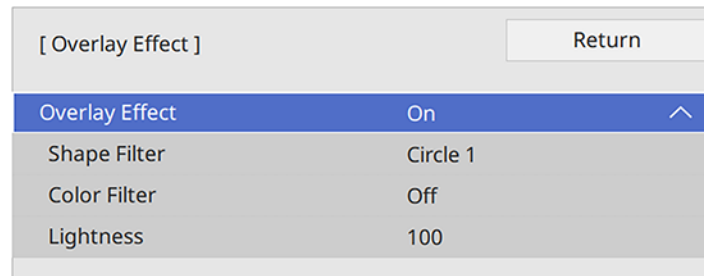 [ Overlay Effect ] Return
Overlay Effect On
Shape Filter Circle 1
Color Filter Off
Lightness 100